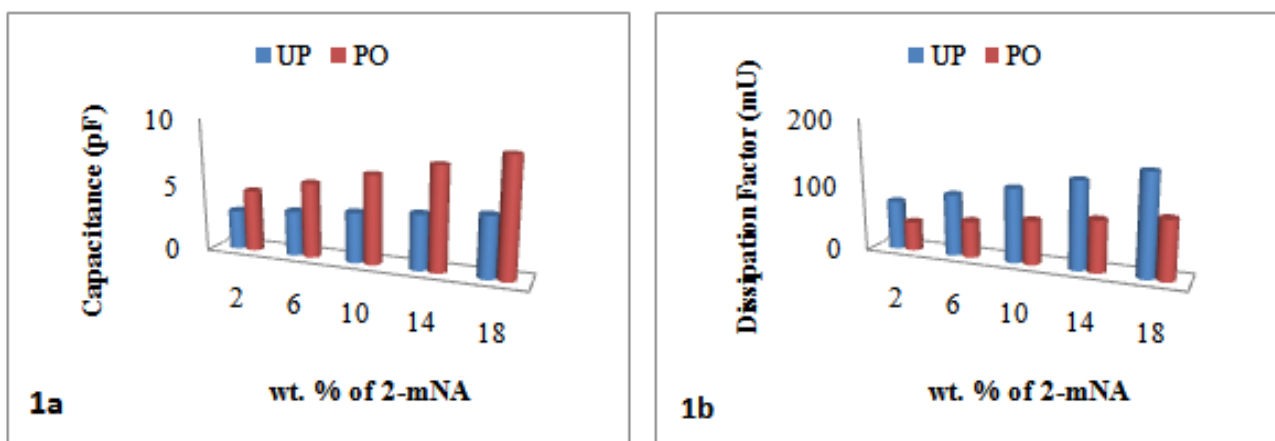 UP PO
Capacitance (pF)
10
5
0
2 6 10 14 18
wt. % of 2-mNA
1a
UP PO
Dissipation Factor (mU)
200
100
0
2 6 10 14 18
wt. % of 2-mNA
1b